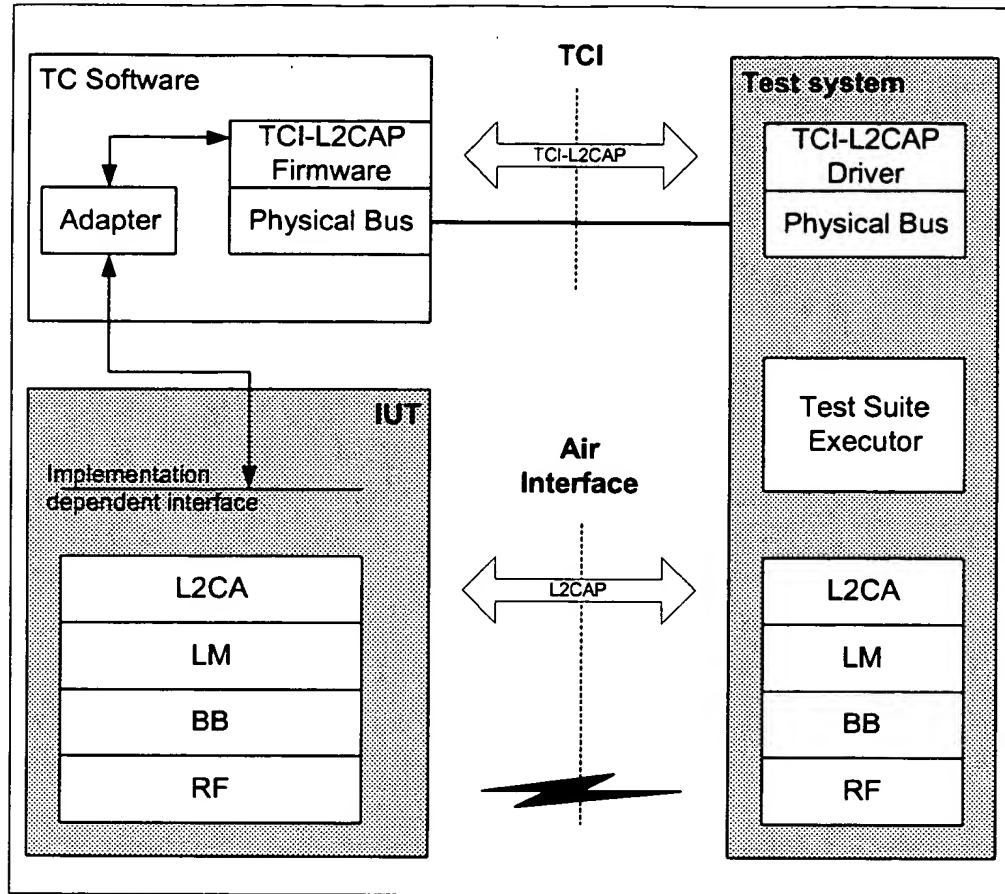 TC Software
TCI-L2CAP
Firmware
Adapter
Physical Bus
TCI
TCI-L2CAP
Test system
TCI-L2CAP
Driver
Physical Bus
Test Suite
Executor
IUT
Implementation
dependent interface
L2CA
LM
BB
RF
Air
Interface
L2CAP
L2CA
LM
BB
RF